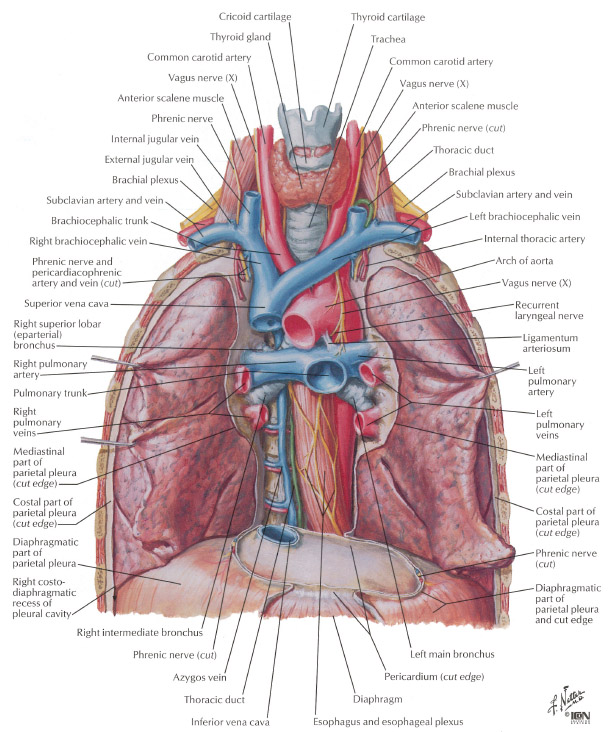 Cricoid cartilage
Thyroid gland
Common carotid artery
Vagus nerve (X)
Anterior scalene muscle
Phrenic nerve
Internal jugular vein
External jugular vein
Brachial plexus
Subclavian artery and vein
Brachiocephalic trunk
Right brachiocephalic vein
Phrenic nerve and
pericardiacophrenic
artery and vein (cut)
Superior vena cava
Right superior lobar
(eparterial)
bronchus
Right pulmonary
artery
Pulmonary trunk
Right
pulmonary
veins
Mediastinal
part of
parietal pleura
(cut edge)
Costal part of
parietal pleura
(cut edge)
Diaphragmatic
part of
parietal pleura
Right costo-
diaphragmatic
recess of
pleural cavity
Right intermediate bronchus
Phrenic nerve (cut)
Azygos vein
Thoracic duct
Inferior vena cava
Thyroid cartilage
Trachea
Common carotid artery
Vagus nerve (X)
Anterior scalene muscle
Phrenic nerve (cut)
Thoracic duct
Brachial plexus
Subclavian artery and vein
Left brachiocephalic vein
Internal thoracic artery
Arch of aorta
Vagus nerve (X)
Recurrent
laryngeal nerve
Ligamentum
arteriosum
Left
pulmonary
artery
Left
pulmonary
veins
Mediastinal
part of
parietal pleura
(cut edge)
Costal part of
parietal pleura
(cut edge)
Phrenic nerve
(cut)
Diaphragmatic
part of
parietal pleura
and cut edge
Left main bronchus
Pericardium (cut edge)
Diaphragm
Esophagus and esophageal plexus
F. Netter
M.D.
© ICON